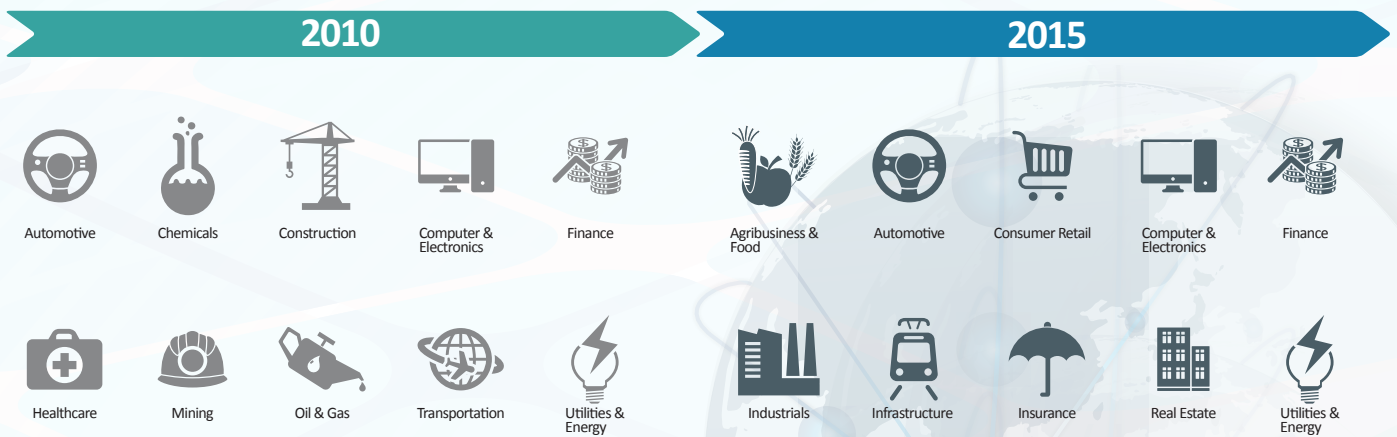 2010
Automotive
Chemicals
Construction
Computer &
Electronics
Finance
Healthcare
Mining
Oil & Gas
Transportation
Utilities &
Energy
2015
Agribusiness &
Food
Automotive
Consumer Retail
Computer &
Electronics
Finance
Industrials
Infrastructure
Insurance
Real Estate
Utilities &
Energy